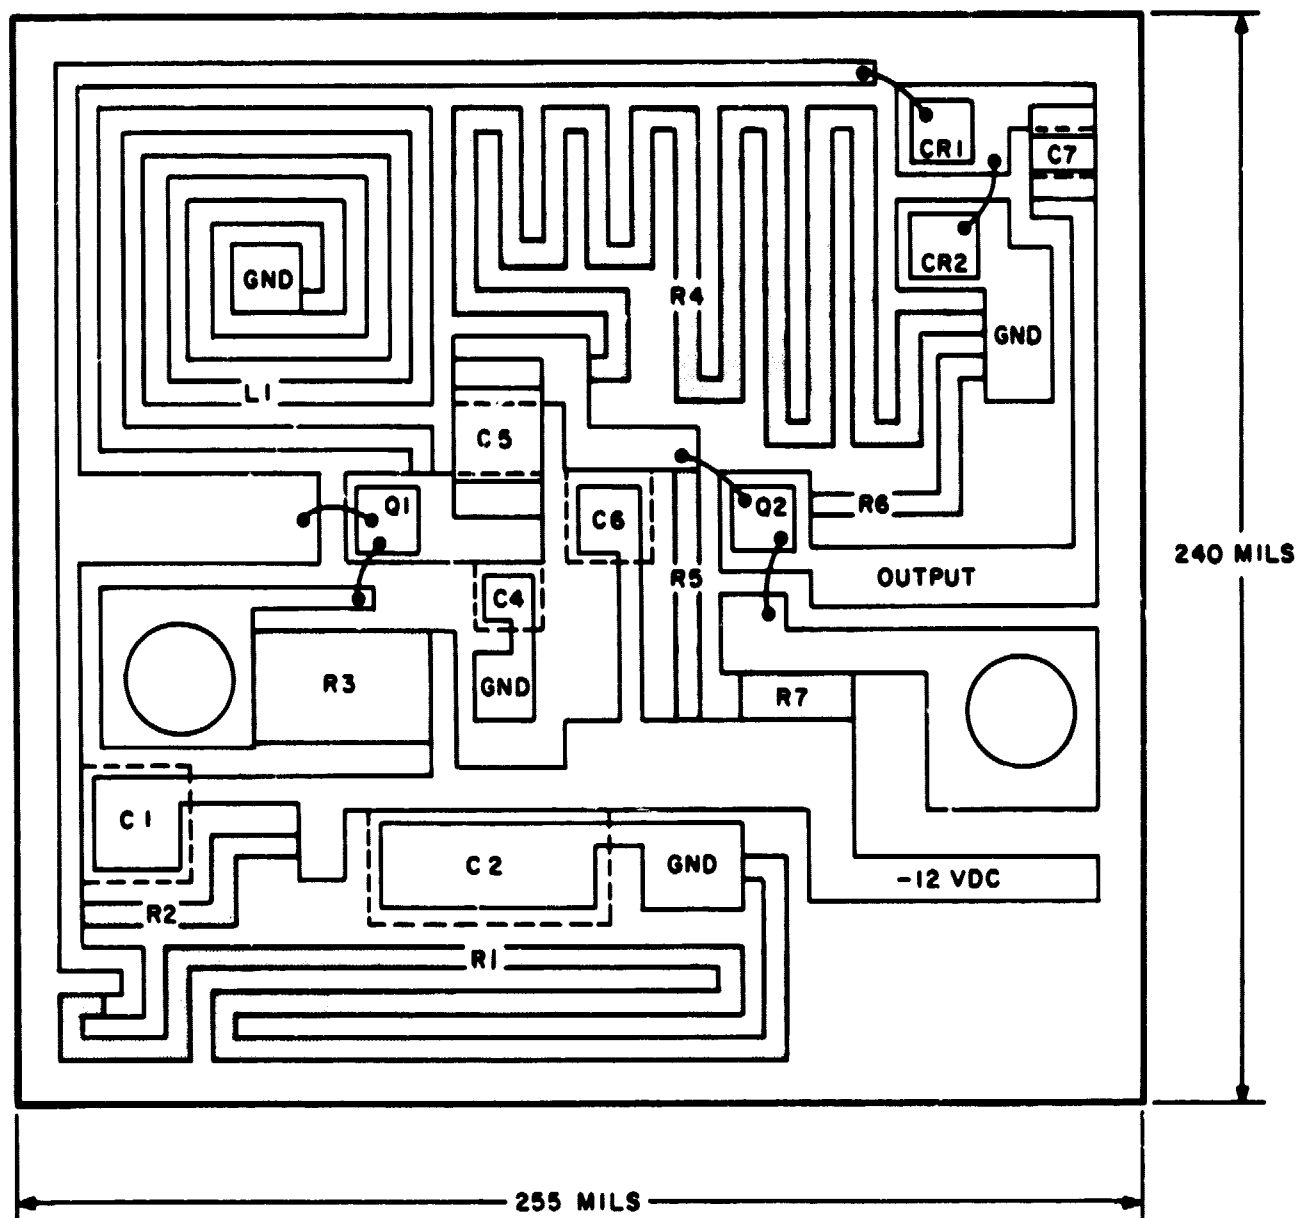 CR1
C7
CR2
GND
R4
GND
L1
C5
Q1
C6
Q2
R6
240 MILS
R5
OUTPUT
C4
R3
GND
R7
C1
C2
GND
-12 VDC
R2
R1
255 MILS